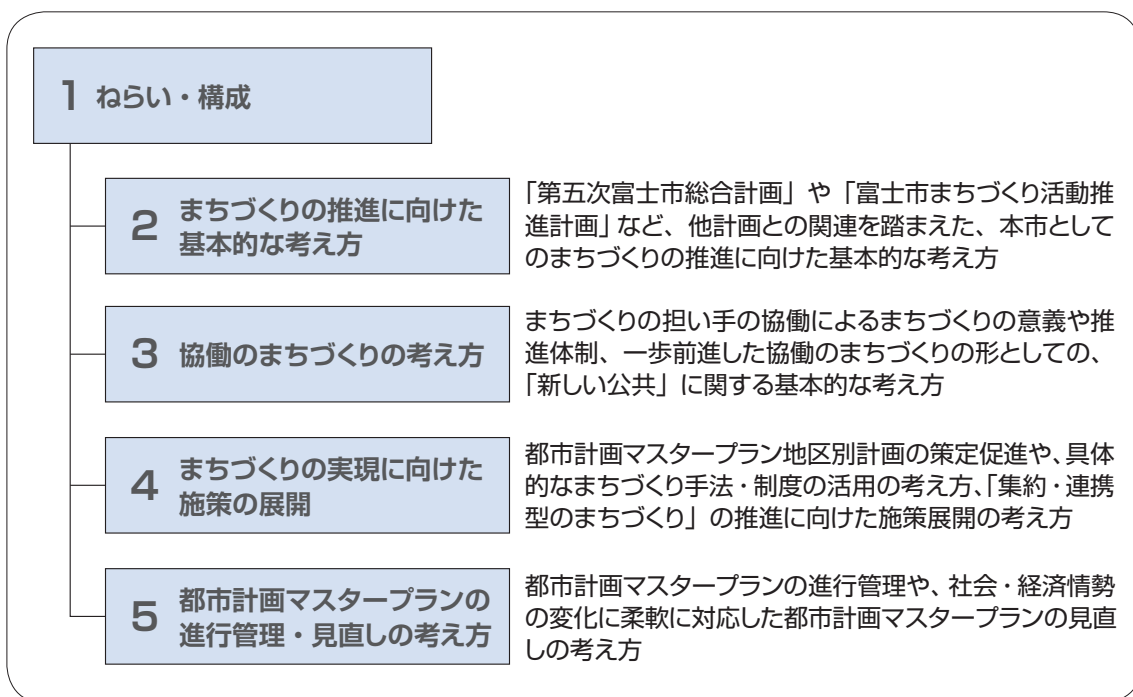 1 ねらい・構成
2 まちづくりの推進に向けた
基本的な考え方
「第五次富士市総合計画」や「富士市まちづくり活動推
進計画」など、他計画との関連を踏まえた、本市として
のまちづくりの推進に向けた基本的な考え方
3 協働のまちづくりの考え方
まちづくりの担い手の協働によるまちづくりの意義や推
進体制、一歩前進した協働のまちづくりの形としての、
「新しい公共」に関する基本的な考え方
4 まちづくりの実現に向けた
施策の展開
都市計画マスタープラン地区別計画の策定促進や、具体
的なまちづくり手法・制度の活用の考え方、「集約・連携
型のまちづくり」の推進に向けた施策展開の考え方
5 都市計画マスタープランの
進行管理・見直しの考え方
都市計画マスタープランの進行管理や、社会・経済情勢
の変化に柔軟に対応した都市計画マスタープランの見直
しの考え方